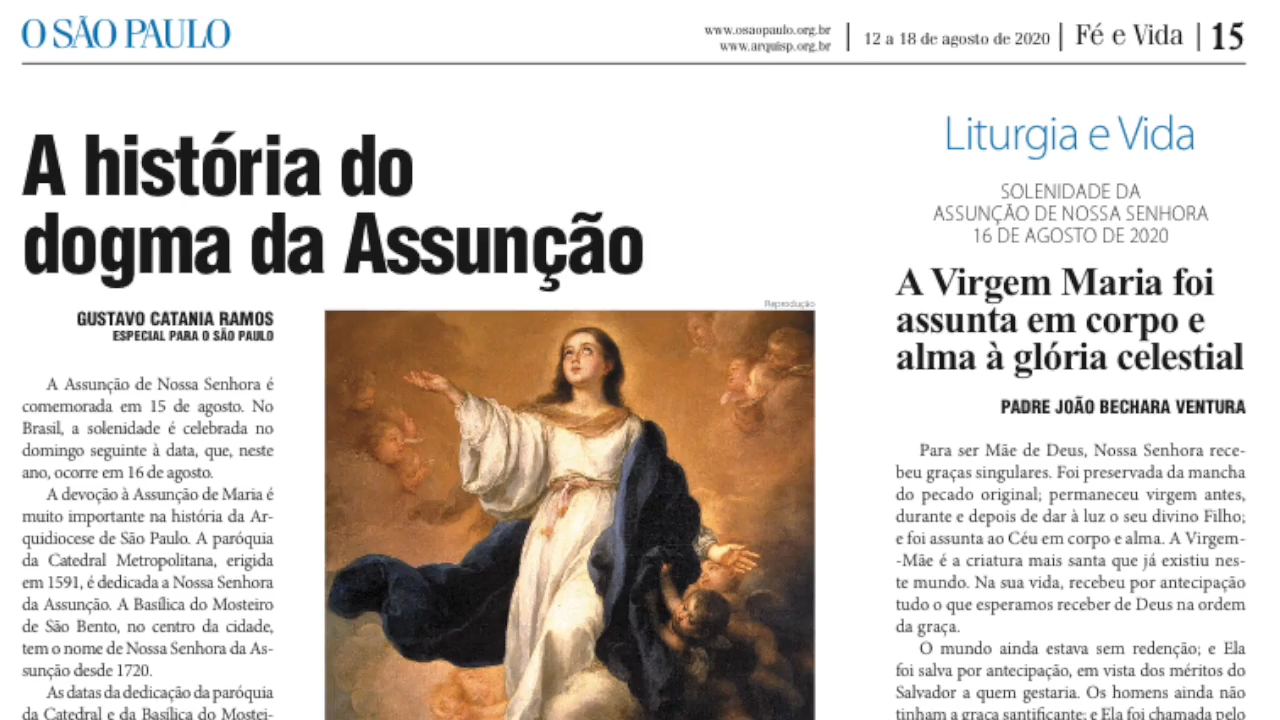 O SÃO PAULO
www.osaopaulo.org.br
www.arquisp.org.br
| 12 a 18 de agosto de 2020 | Fé e Vida | 15
A história do
dogma da Assunção
GUSTAVO CATANIA RAMOS
ESPECIAL PARA O SÃO PAULO
A Assunção de Nossa Senhora é
comemorada em 15 de agosto. No
Brasil, a solenidade é celebrada no
domingo seguinte à data, que, neste
ano, ocorre em 16 de agosto.
A devoção à Assunção de Maria é
muito importante na história da Ar-
quidiocese de São Paulo. A paróquia
da Catedral Metropolitana, erigida
em 1591, é dedicada a Nossa Senhora
da Assunção. A Basílica do Mosteiro
de São Bento, no centro da cidade,
tem o nome de Nossa Senhora da As-
sunção desde 1720.
As datas da dedicação da paróquia
da Catedral e da Basílica do Mostei-
Reprodução
Liturgia e Vida
SOLENIDADE DA
ASSUNÇÃO DE NOSSA SENHORA
16 DE AGOSTO DE 2020
A Virgem Maria foi
assunta em corpo e
alma à glória celestial
PADRE JOÃO BECHARA VENTURA
Para ser Mãe de Deus, Nossa Senhora rece-
beu graças singulares. Foi preservada da mancha
do pecado original; permaneceu virgem antes,
durante e depois de dar à luz o seu divino Filho;
e foi assunta ao Céu em corpo e alma. A Virgem-
-Mãe é a criatura mais santa que já existiu nes-
te mundo. Na sua vida, recebeu por antecipação
tudo o que esperamos receber de Deus na ordem
da graça.
O mundo ainda estava sem redenção; e Ela
foi salva por antecipação, em vista dos méritos do
Salvador a quem gestaria. Os homens ainda não
tinham a graça santificante; e Ela foi chamada pelo